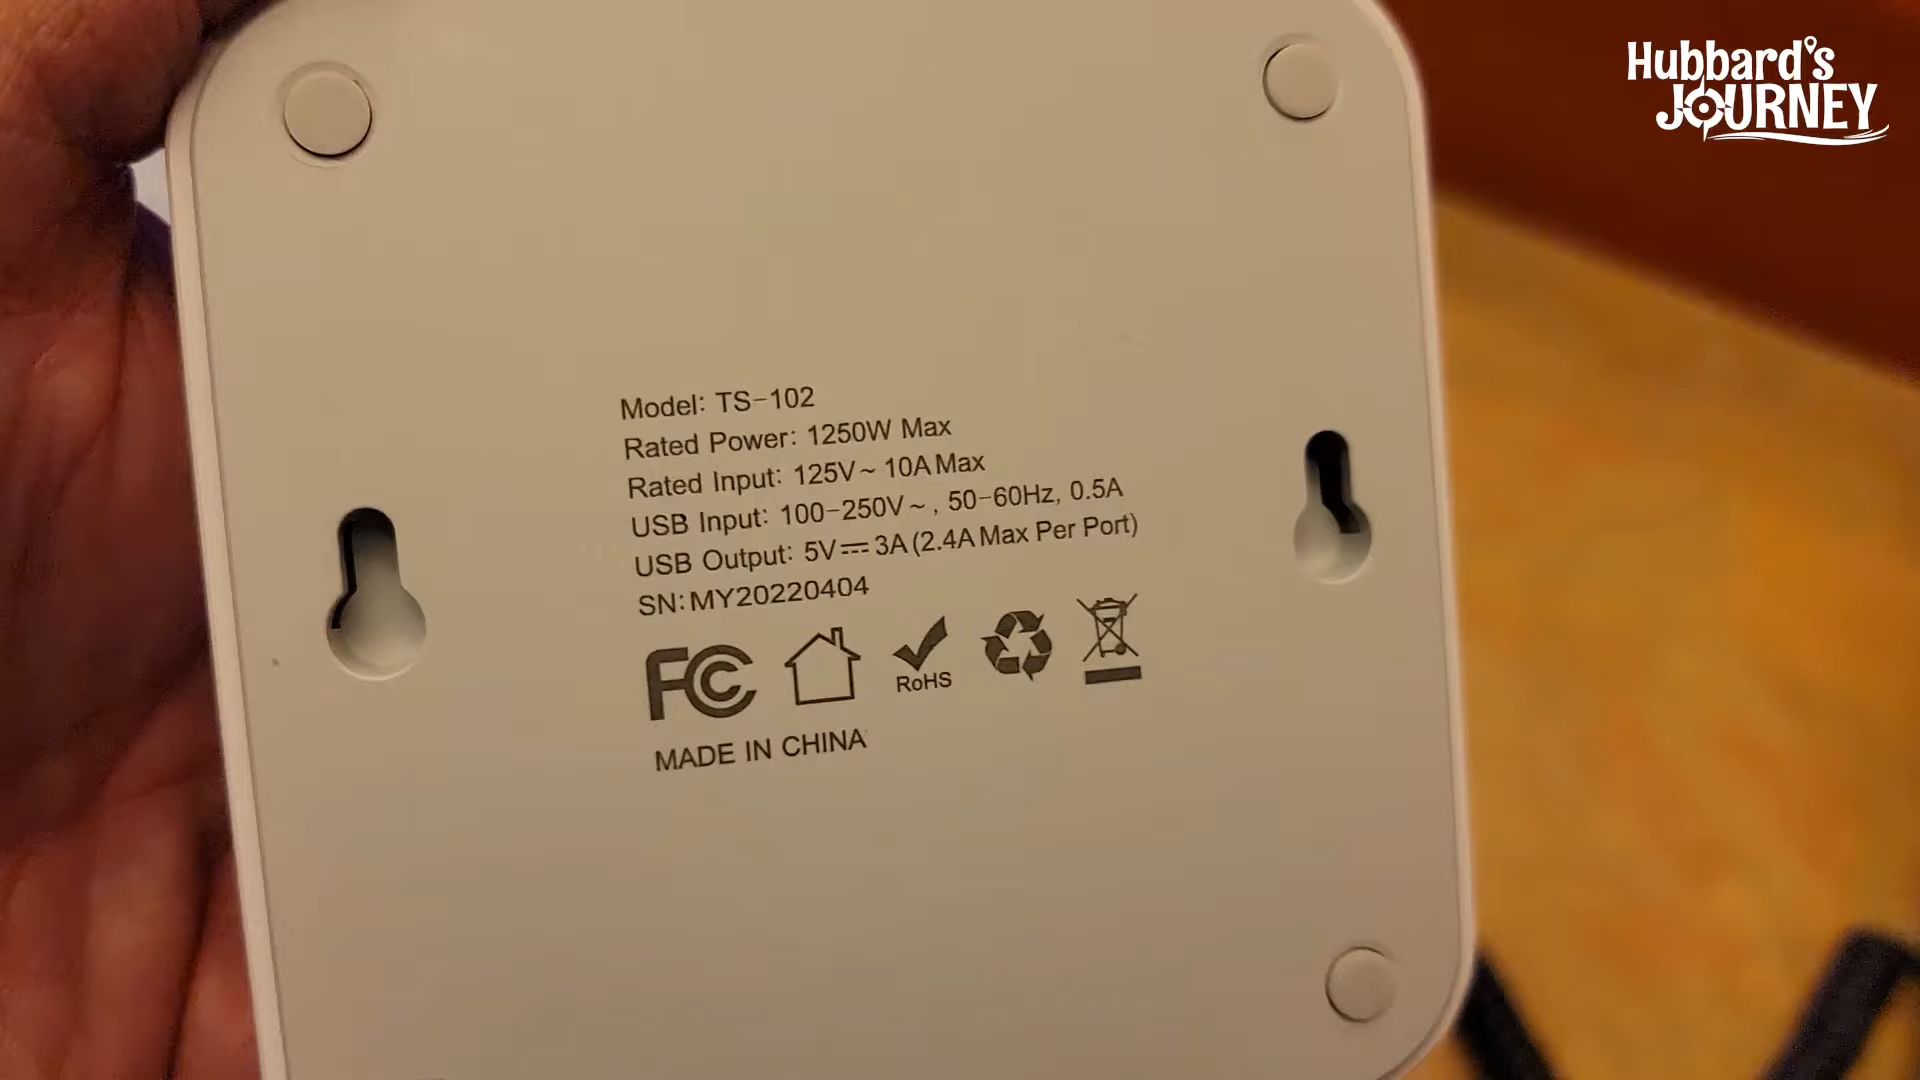 Hubbard's
JOURNEY
Model: TS-102
Rated Power: 1250W Max
Rated Input: 125V~ 10A Max
USB Input: 100-250V~, 50-60Hz, 0.5A
USB Output: 5V⎓3A (2.4A Max Per Port)
SN: MY20220404
FC
RoHS
MADE IN CHINA